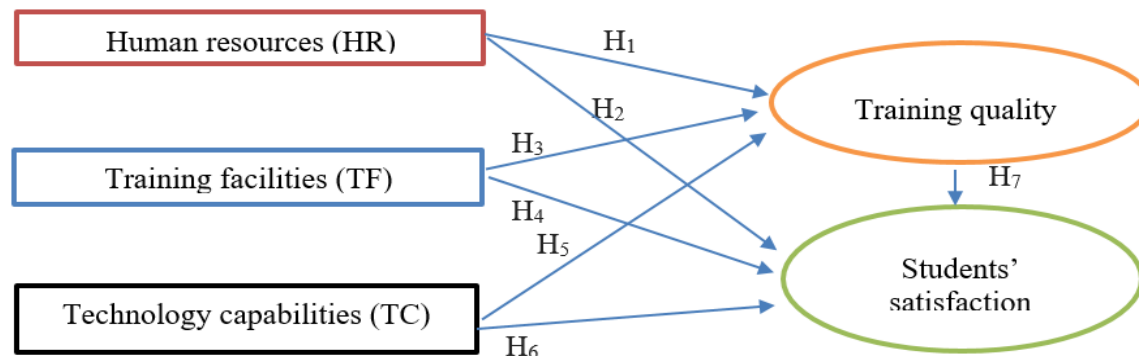 Human resources (HR)
H₁
Training quality
H₂
H₃
Training facilities (TF)
H₇
H₄
H₅
Students’
satisfaction
Technology capabilities (TC)
H₆